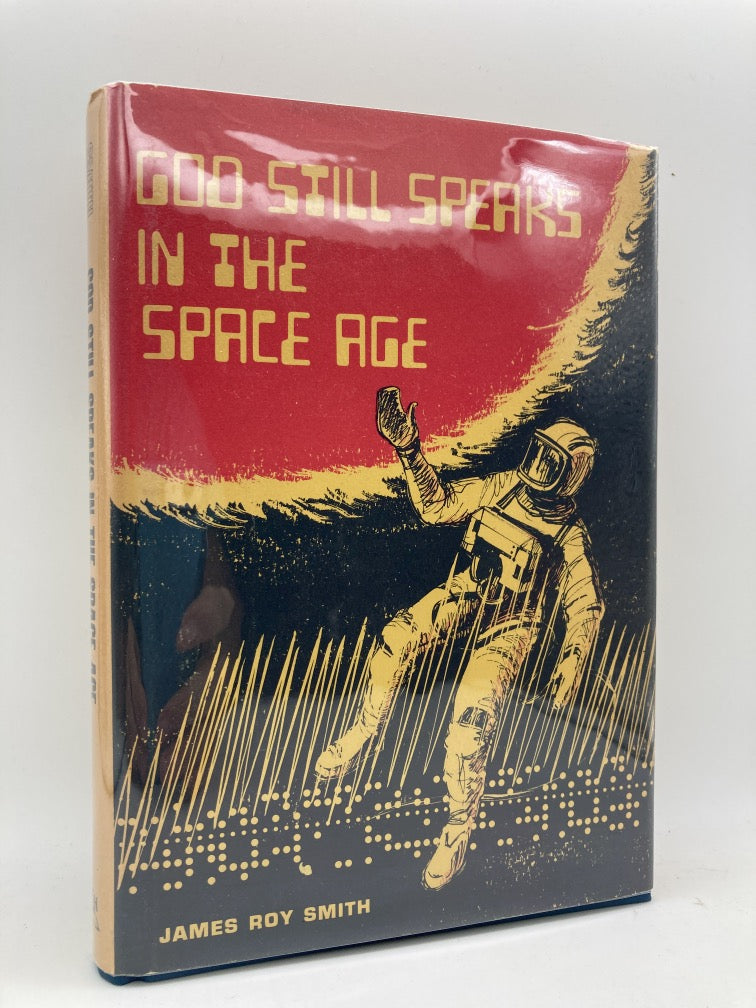 GOD STILL SPEAKS
IN THE
SPACE AGE
JAMES ROY SMITH
GOD STILL SPEAKS IN THE SPACE AGE